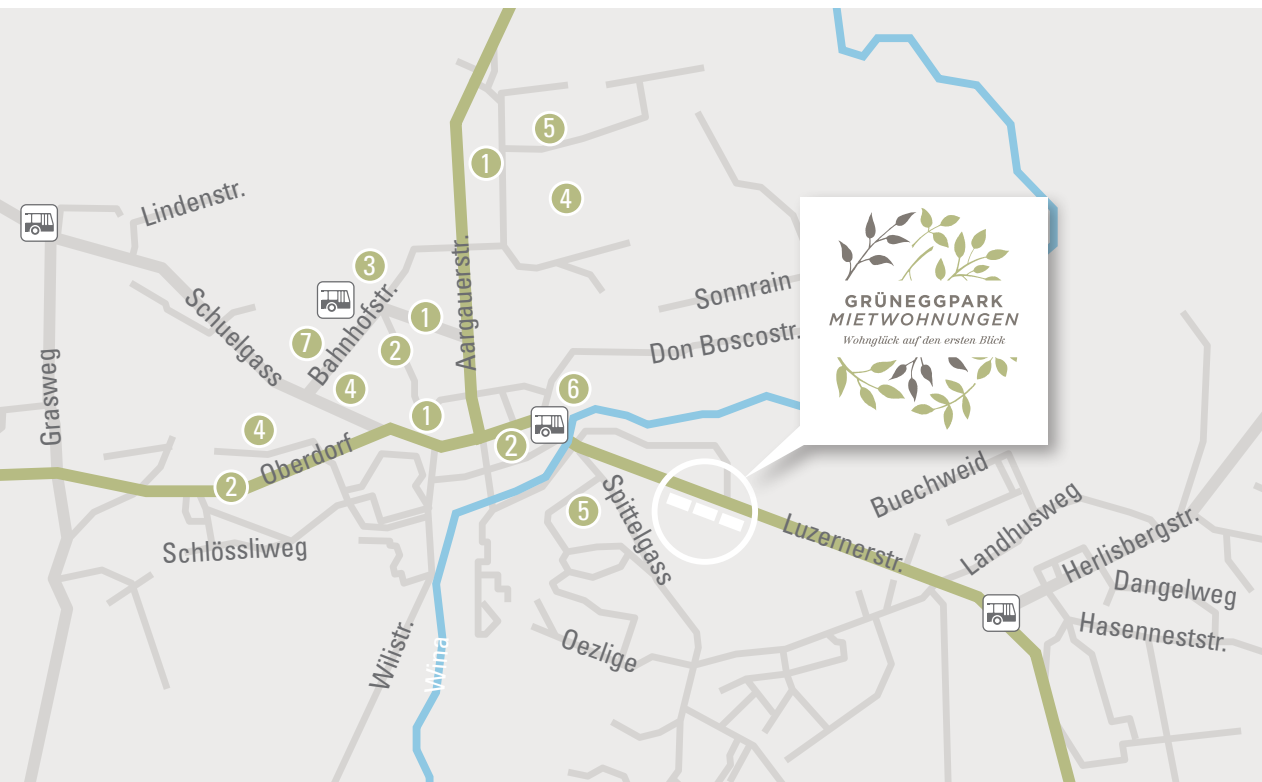 5
1
4
Lindenstr.
3
Aargauerstr.
Sonnrain
Schuelgass
Bahnhofstr.
1
7
2
Don Boscostr.
GRÜNEGGPARK
MIETWOHNUNGEN
Wohnglück auf den ersten Blick
Grasweg
4
6
1
4
Oberdorf
2
2
5
Spittelgass
Buechweid
Luzernerstr.
Landhusweg
Herlisbergstr.
Schlössliweg
Dangelweg
Hasenneststr.
Wilistr.
Wina
Oezlige